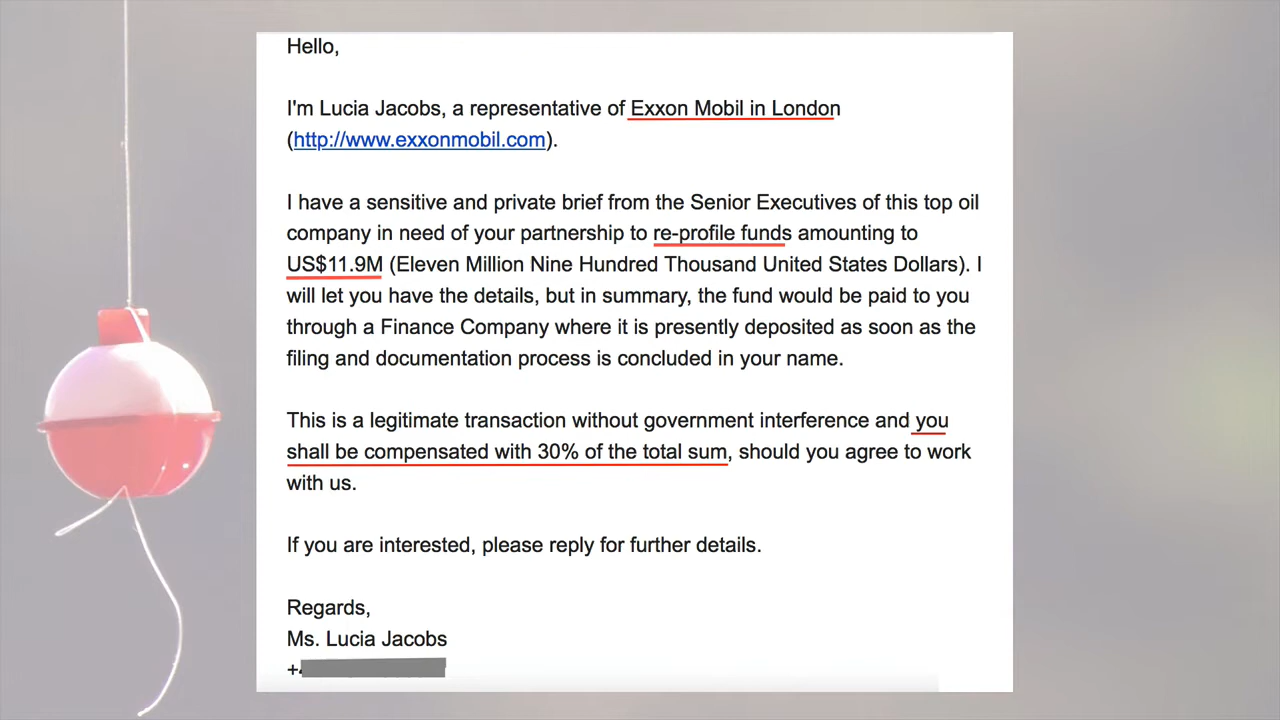 Hello,
I'm Lucia Jacobs, a representative of Exxon Mobil in London
(http://www.exxonmobil.com).
I have a sensitive and private brief from the Senior Executives of this top oil
company in need of your partnership to re-profile funds amounting to
US$11.9M (Eleven Million Nine Hundred Thousand United States Dollars). I
will let you have the details, but in summary, the fund would be paid to you
through a Finance Company where it is presently deposited as soon as the
filing and documentation process is concluded in your name.
This is a legitimate transaction without government interference and you
shall be compensated with 30% of the total sum, should you agree to work
with us.
If you are interested, please reply for further details.
Regards,
Ms. Lucia Jacobs
+